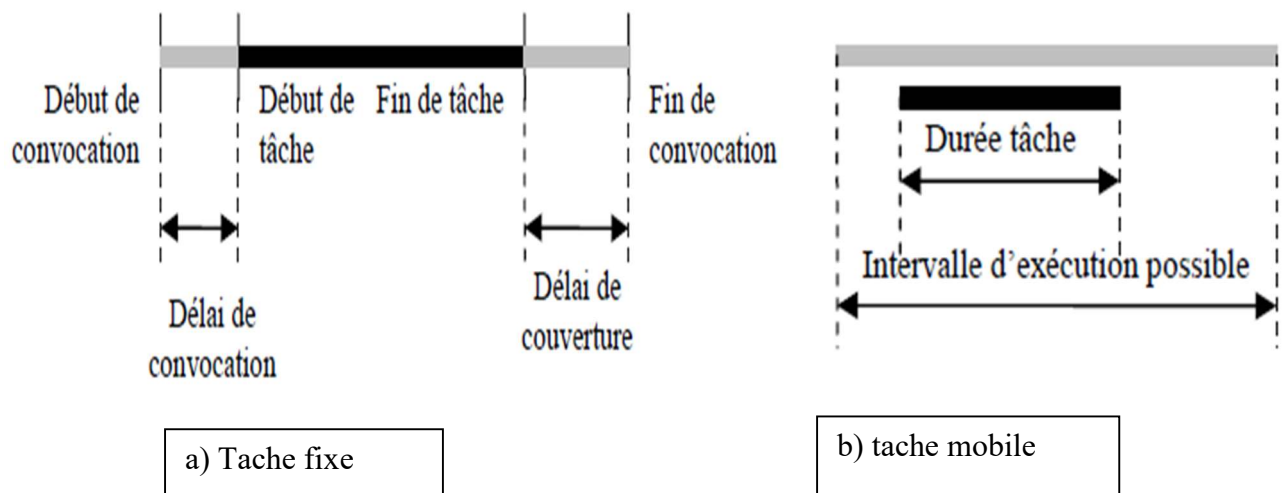 Début de
convocation
Début de
tâche
Fin de tâche
Fin de
convocation
Délai de
convocation
Délai de
couverture
a) Tache fixe
Durée tâche
Intervalle d’exécution possible
b) tache mobile